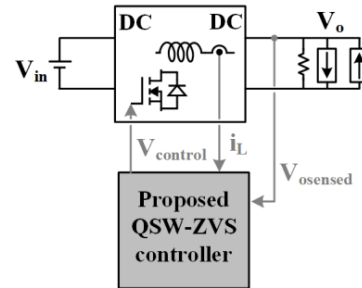 DC
DC
Vo
Vin
Vcontrol
iL
Vosensed
Proposed
QSW-ZVS
controller